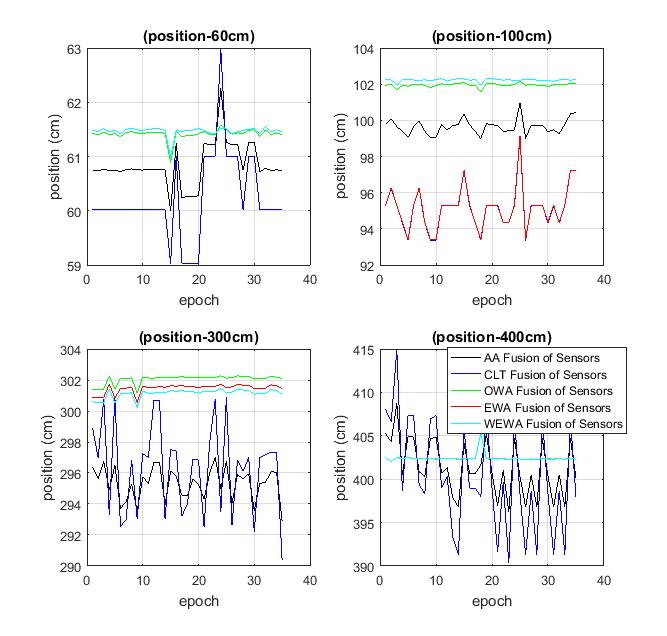 (position-60cm)
63
62
61
60
59
position (cm)
0
10
20
30
40
epoch
(position-100cm)
104
102
100
98
96
94
92
position (cm)
0
10
20
30
40
epoch
(position-300cm)
304
302
300
298
296
294
292
290
position (cm)
0
10
20
30
40
epoch
(position-400cm)
415
410
405
400
395
390
position (cm)
0
10
20
30
40
epoch
AA Fusion of Sensors
CLT Fusion of Sensors
OWA Fusion of Sensors
EWA Fusion of Sensors
WEWA Fusion of Sensors